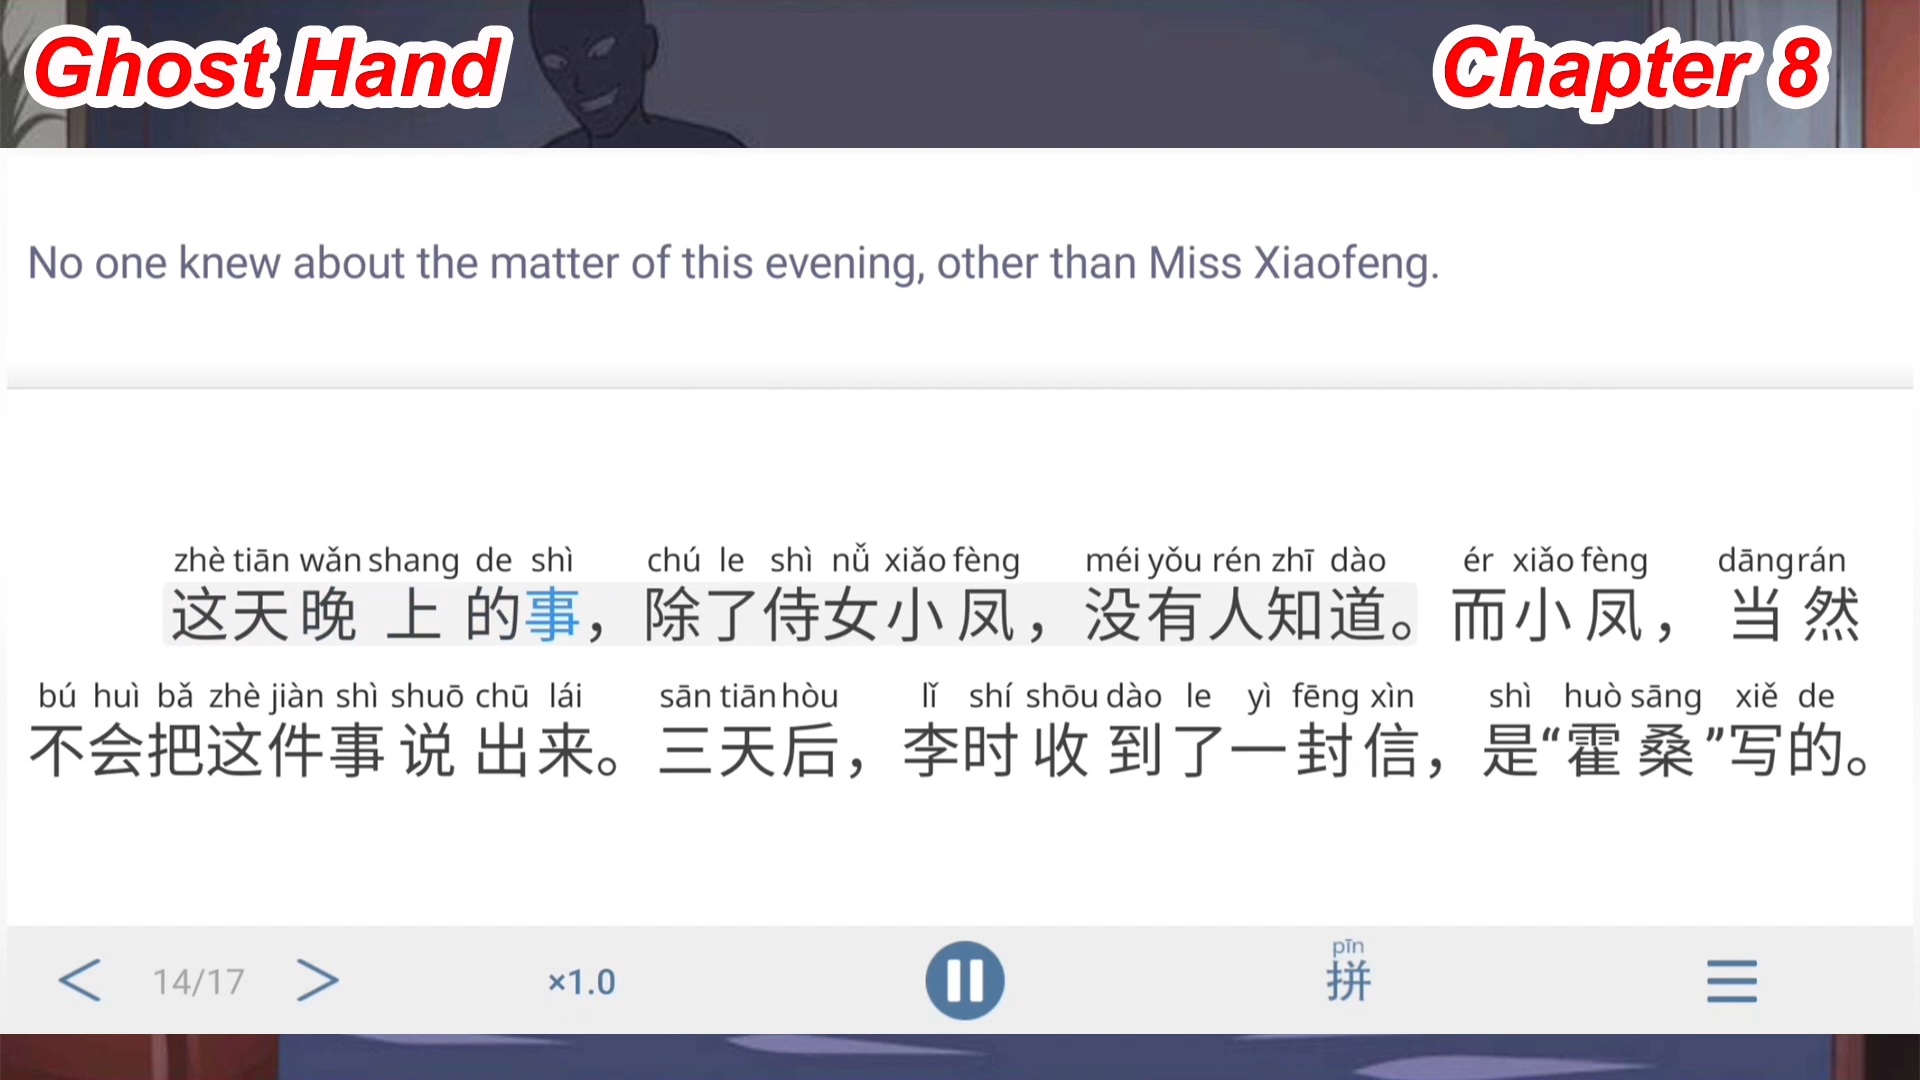 Ghost Hand
Chapter 8
No one knew about the matter of this evening, other than Miss Xiaofeng.
zhè tiān wǎn shang de shì chú le shì nǚ xiǎo fèng méi yǒu rén zhī dào ér xiǎo fèng dāng rán
这天晚上的事，除了侍女小凤，没有人知道。而小凤，当然
bú huì bǎ zhè jiàn shì shuō chū lái sān tiān hòu lǐ shí shōu dào le yì fēng xìn shì huò sāng xiě de
不会把这件事说出来。三天后，李时收到了一封信，是“霍桑”写的。
14/17
×1.0
pīn
拼